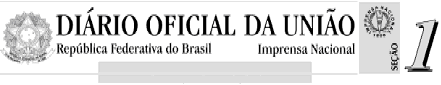 DIÁRIO OFICIAL DA UNIÃO
República Federativa do Brasil Imprensa Nacional
SEÇÃO
1